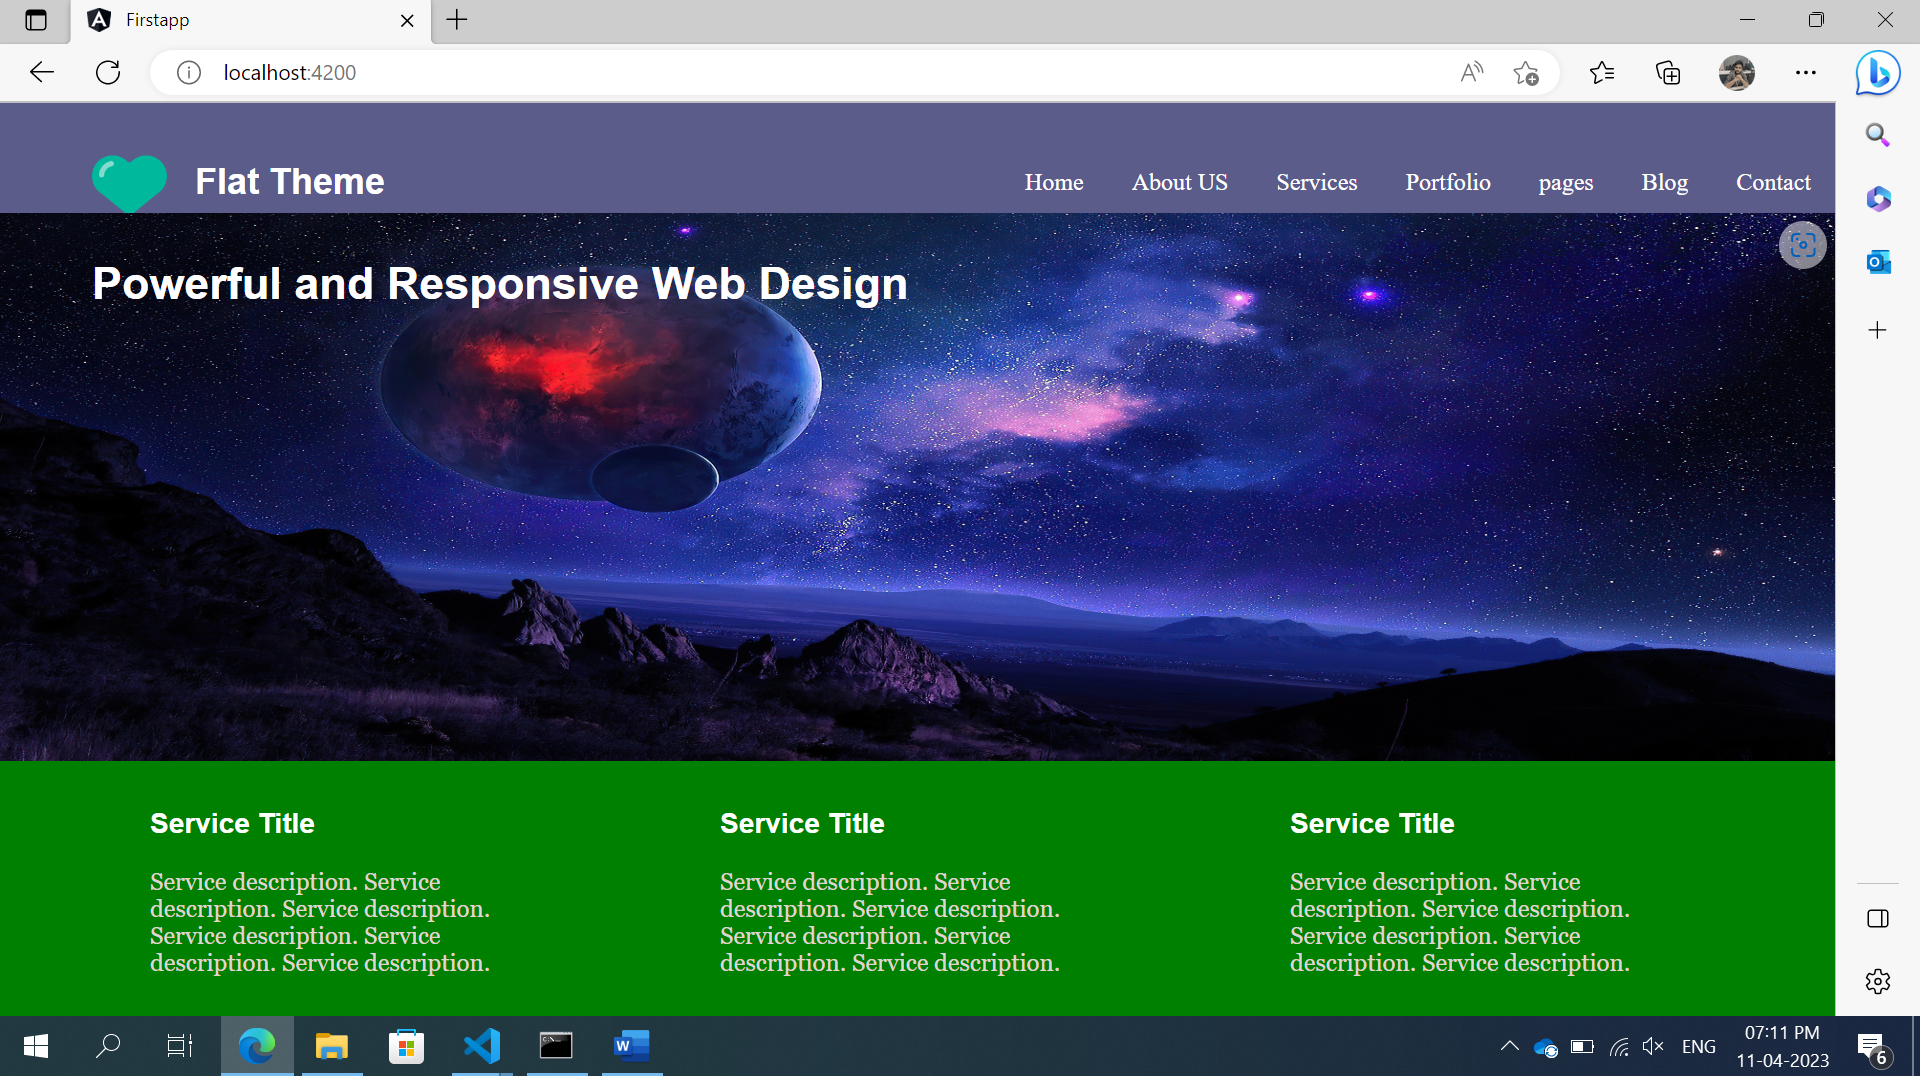 Firstapp
localhost:4200
Flat Theme
Home About US Services Portfolio pages Blog Contact
Powerful and Responsive Web Design
Service Title
Service description. Service
description. Service description.
Service description. Service
description. Service description.
Service Title
Service description. Service
description. Service description.
Service description. Service
description. Service description.
Service Title
Service description. Service
description. Service description.
Service description. Service
description. Service description.
ENG
07:11 PM
11-04-2023
6